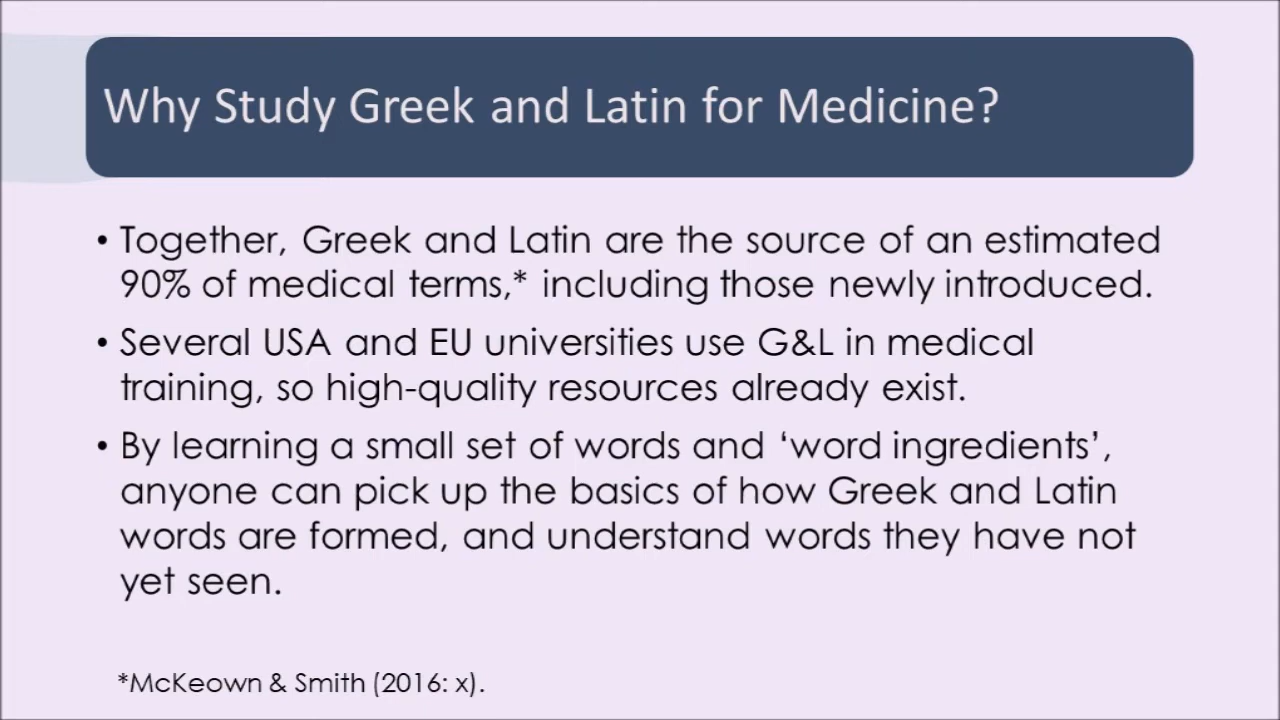 Why Study Greek and Latin for Medicine?
• Together, Greek and Latin are the source of an estimated
90% of medical terms,* including those newly introduced.
• Several USA and EU universities use G&L in medical
training, so high-quality resources already exist.
• By learning a small set of words and ‘word ingredients’,
anyone can pick up the basics of how Greek and Latin
words are formed, and understand words they have not
yet seen.
*McKeown & Smith (2016: x).